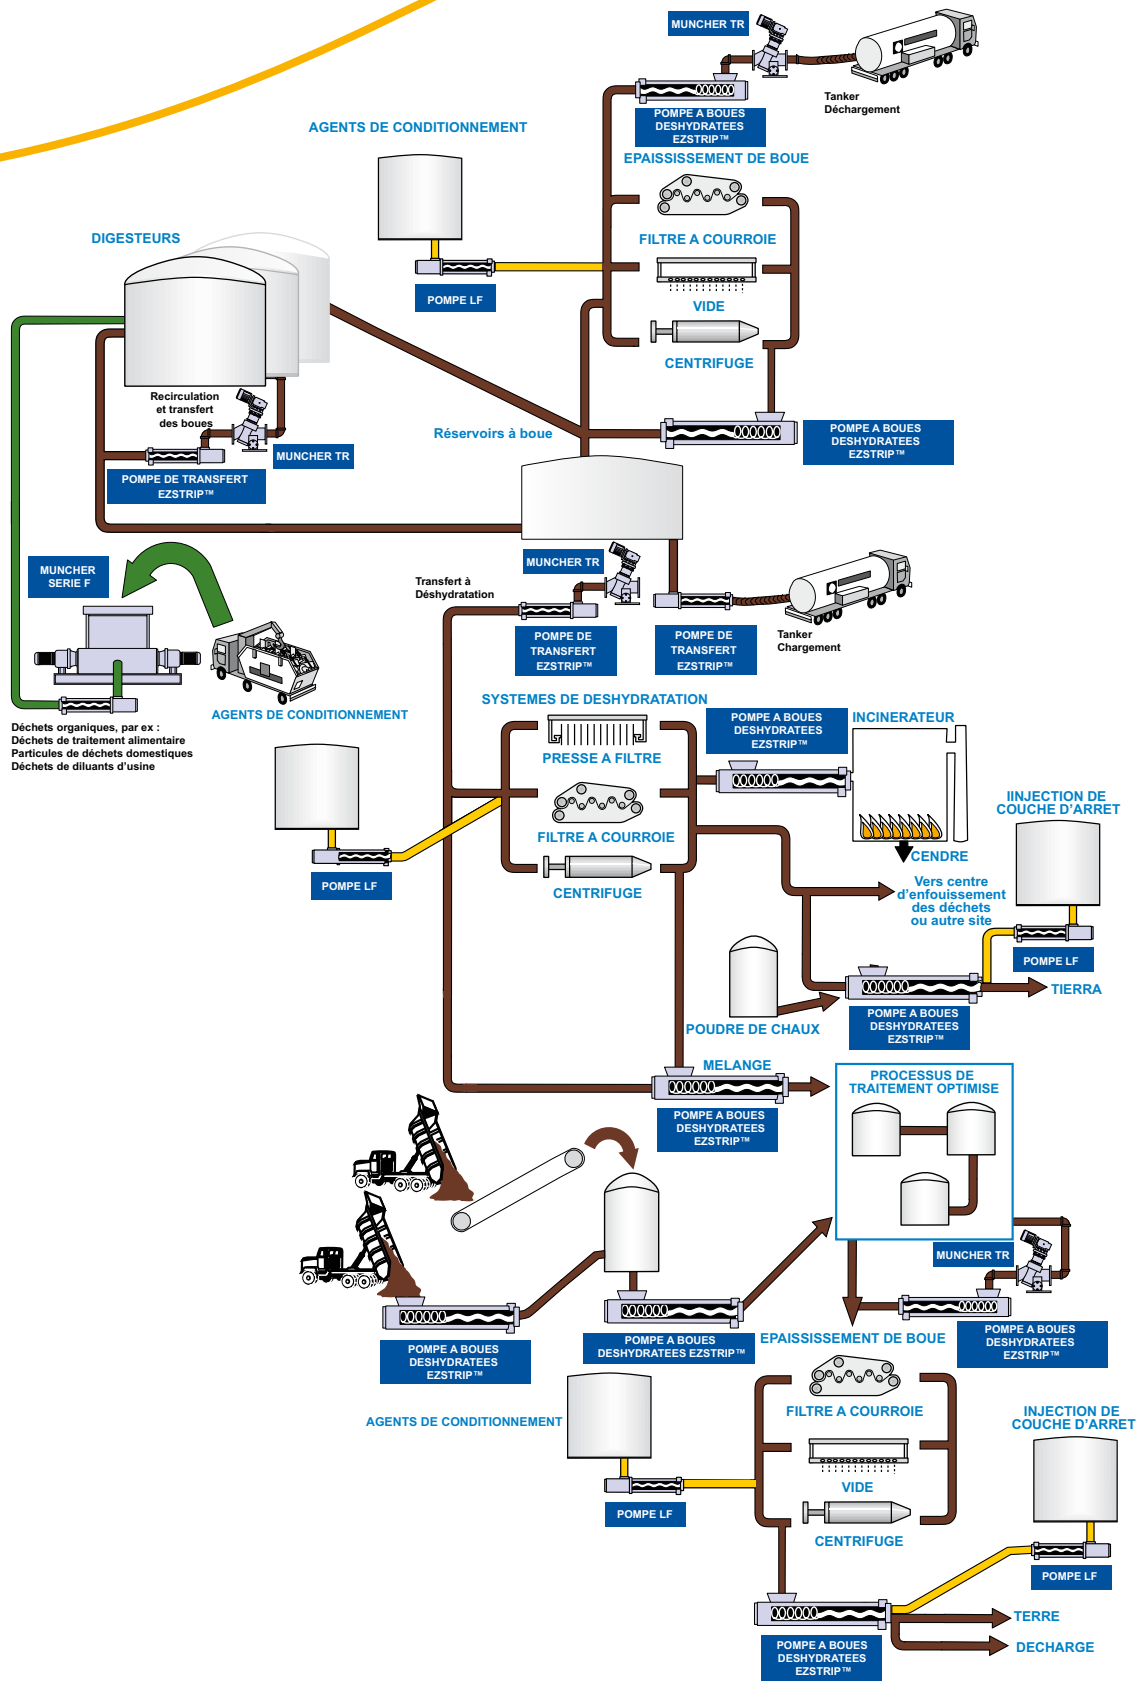 MUNCHER TR
Tanker
Déchargement
POMPE A BOUES
DESHYDRATEES
EZSTRIP™
AGENTS DE CONDITIONNEMENT
EPAISSISSEMENT DE BOUE
DIGESTEURS
FILTRE A COURROIE
POMPE LF
VIDE
CENTRIFUGE
Recirculation
et transfert
des boues
Réservoirs à boue
POMPE A BOUES
DESHYDRATEES
EZSTRIP™
MUNCHER TR
POMPE DE TRANSFERT
EZSTRIP™
MUNCHER
SERIE F
MUNCHER TR
Transfert à
Déshydratation
POMPE DE
TRANSFERT
EZSTRIP™
POMPE DE
TRANSFERT
EZSTRIP™
Tanker
Chargement
AGENTS DE CONDITIONNEMENT
Déchets organiques, par ex :
Déchets de traitement alimentaire
Particules de déchets domestiques
Déchets de diluants d'usine
SYSTEMES DE DESHYDRATATION
POMPE A BOUES
DESHYDRATEES
EZSTRIP™
INCINERATEUR
PRESSE A FILTRE
IINJECTION DE
COUCHE D'ARRET
FILTRE A COURROIE
CENDRE
POMPE LF
CENTRIFUGE
Vers centre
d'enfouissement
des déchets
ou autre site
POMPE LF
TIERRA
POUDRE DE CHAUX
POMPE A BOUES
DESHYDRATEES
EZSTRIP™
MELANGE
PROCESSUS DE
TRAITEMENT OPTIMISE
POMPE A BOUES
DESHYDRATEES
EZSTRIP™
MUNCHER TR
POMPE A BOUES
DESHYDRATEES
EZSTRIP™
POMPE A BOUES
DESHYDRATEES EZSTRIP™
EPAISSISSEMENT DE BOUE
POMPE A BOUES
DESHYDRATEES
EZSTRIP™
AGENTS DE CONDITIONNEMENT
FILTRE A COURROIE
INJECTION DE
COUCHE D'ARRET
VIDE
POMPE LF
CENTRIFUGE
POMPE LF
TERRE
POMPE A BOUES
DESHYDRATEES
EZSTRIP™
DECHARGE